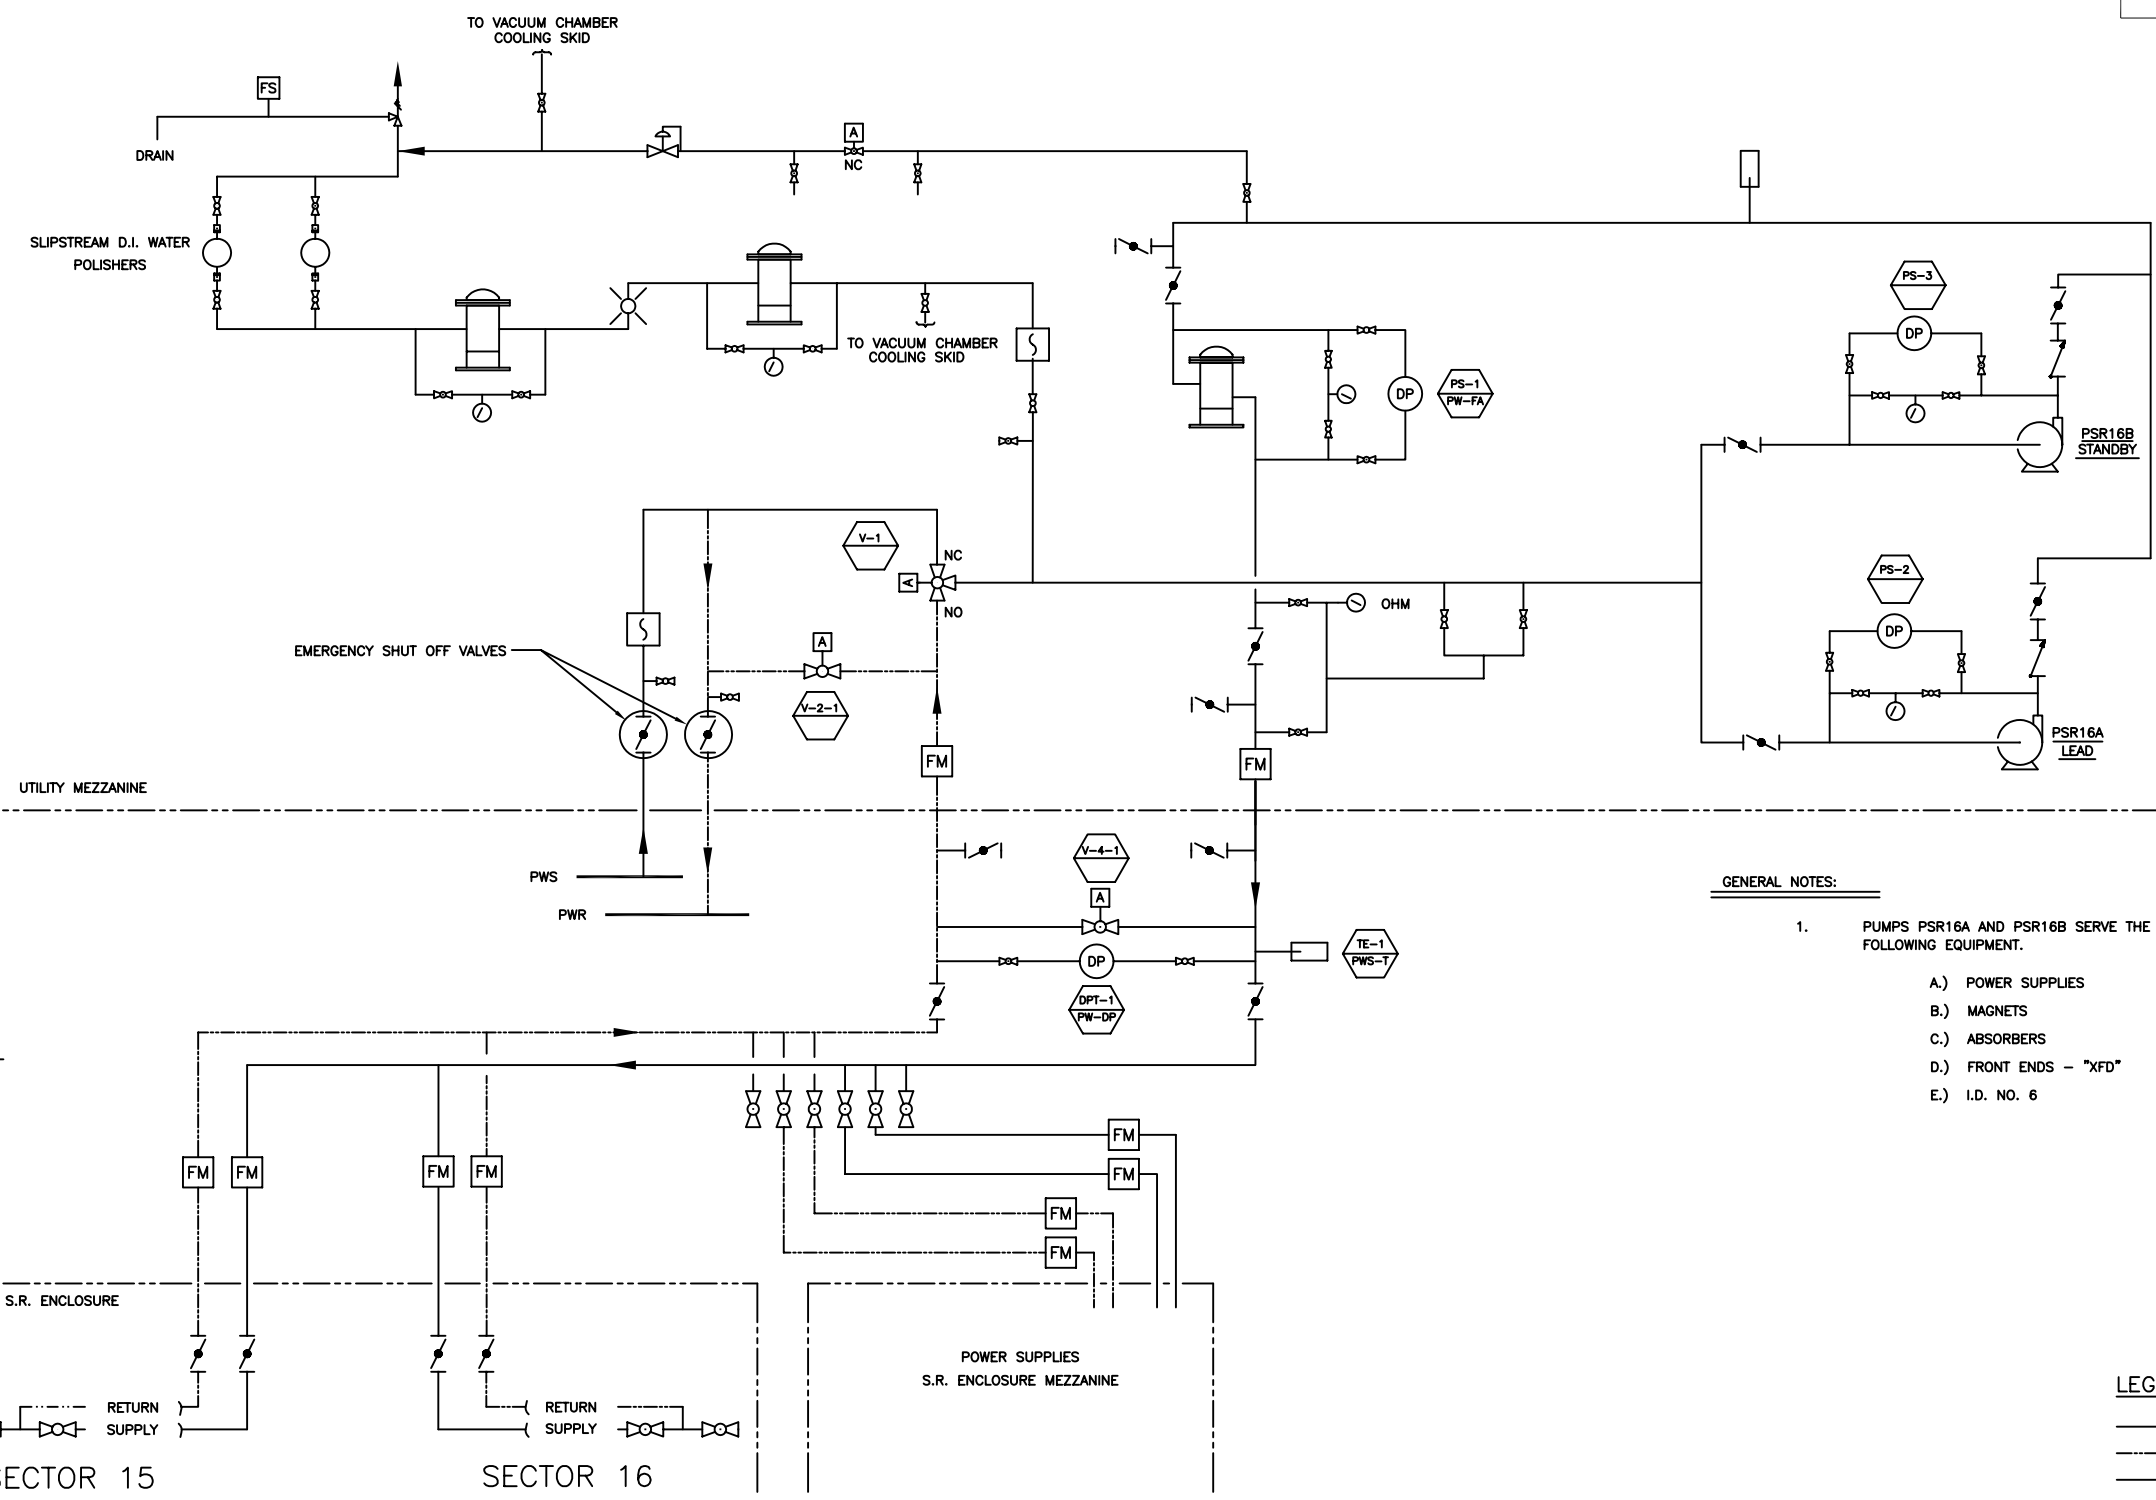 TO VACUUM CHAMBER
COOLING SKID
FS
DRAIN
A
NC
SLIPSTREAM D.I. WATER
POLISHERS
TO VACUUM CHAMBER
COOLING SKID
PS-3
DP
PS-1
PW-FA
DP
PSR16B
STANDBY
V-1
NC
A
NO
OHM
PS-2
DP
EMERGENCY SHUT OFF VALVES
A
V-2-1
FM
FM
PSR16A
LEAD
UTILITY MEZZANINE
V-4-1
A
PWS
PWR
GENERAL NOTES:
1. PUMPS PSR16A AND PSR16B SERVE THE
FOLLOWING EQUIPMENT.
A.) POWER SUPPLIES
B.) MAGNETS
C.) ABSORBERS
D.) FRONT ENDS - "XFD"
E.) I.D. NO. 6
TE-1
PWS-T
DP
DPT-1
PW-DP
FM
FM
FM
FM
FM
FM
FM
FM
S.R. ENCLOSURE
POWER SUPPLIES
S.R. ENCLOSURE MEZZANINE
RETURN
SUPPLY
RETURN
SUPPLY
LEG
ECTOR 15
SECTOR 16